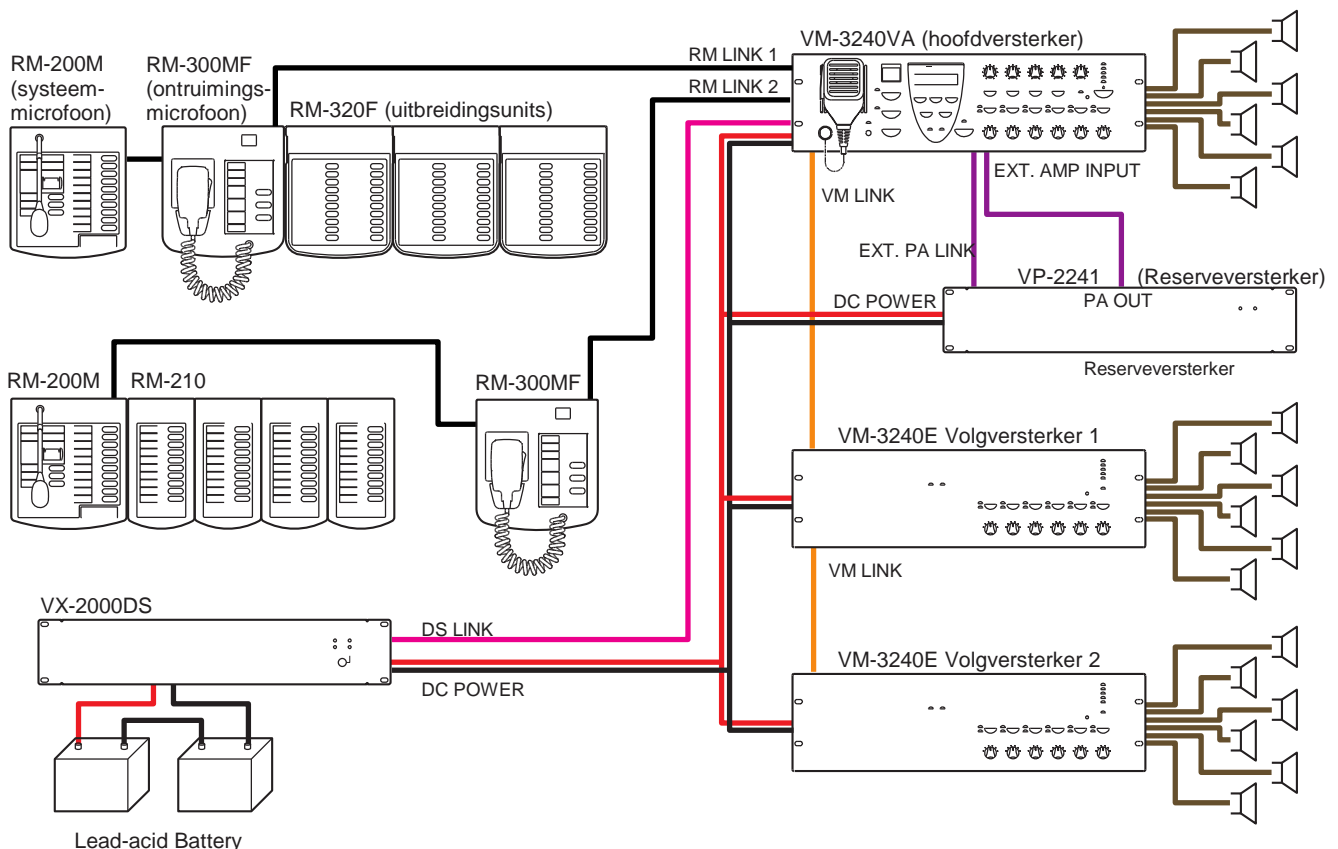 VM-3240VA (hoofdversterker)
RM LINK 1
RM-200M
(systeem-
microfoon)
RM-300MF
(ontruimings-
microfoon)
RM LINK 2
RM-320F (uitbreidingsunits)
EXT. AMP INPUT
VM LINK
EXT. PA LINK
VP-2241 (Reserveversterker)
DC POWER
PA OUT
Reserveversterker
RM-200M
RM-210
RM-300MF
VM-3240E Volgversterker 1
VM LINK
VX-2000DS
DS LINK
VM-3240E Volgversterker 2
DC POWER
Lead-acid Battery